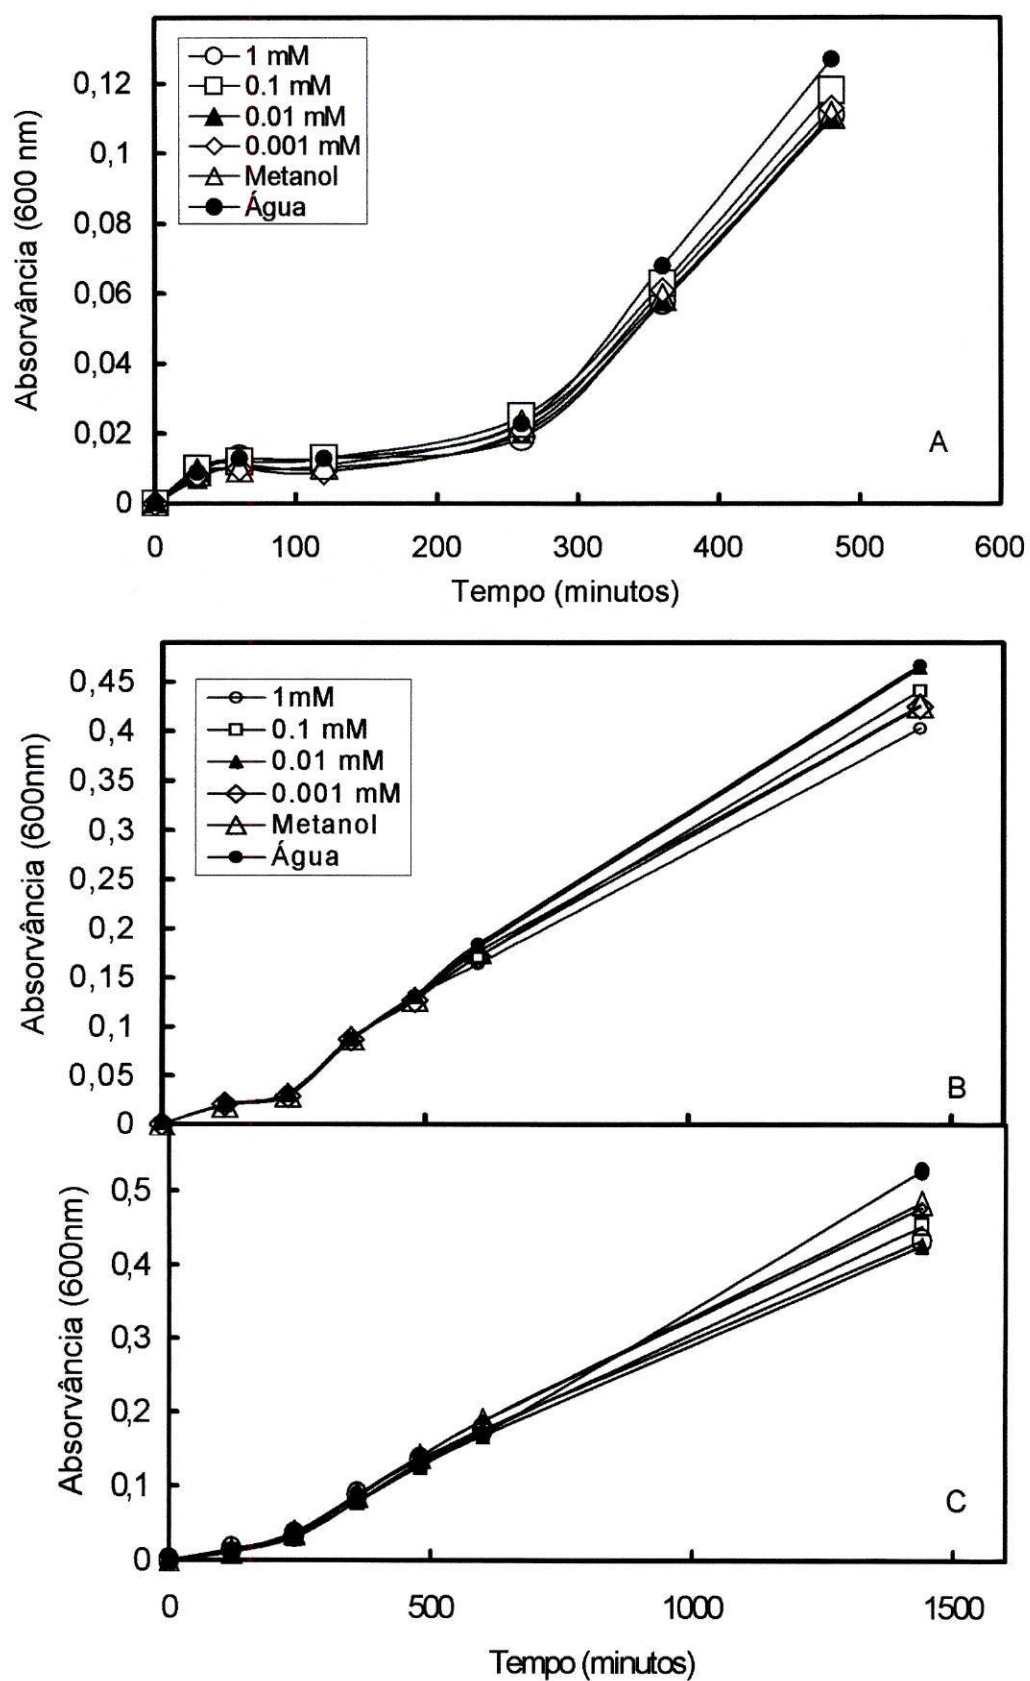 Absorvância (600 nm)
0,12
0,1
0,08
0,06
0,04
0,02
0
1 mM
0.1 mM
0.01 mM
0.001 mM
Metanol
Água
A
0 100 200 300 400 500 600
Tempo (minutos)
Absorvância (600nm)
0,45
0,4
0,35
0,3
0,25
0,2
0,15
0,1
0,05
0
1mM
0.1 mM
0.01 mM
0.001 mM
Metanol
Água
B
Absorvância (600nm)
0,5
0,4
0,3
0,2
0,1
0
C
0 500 1000 1500
Tempo (minutos)